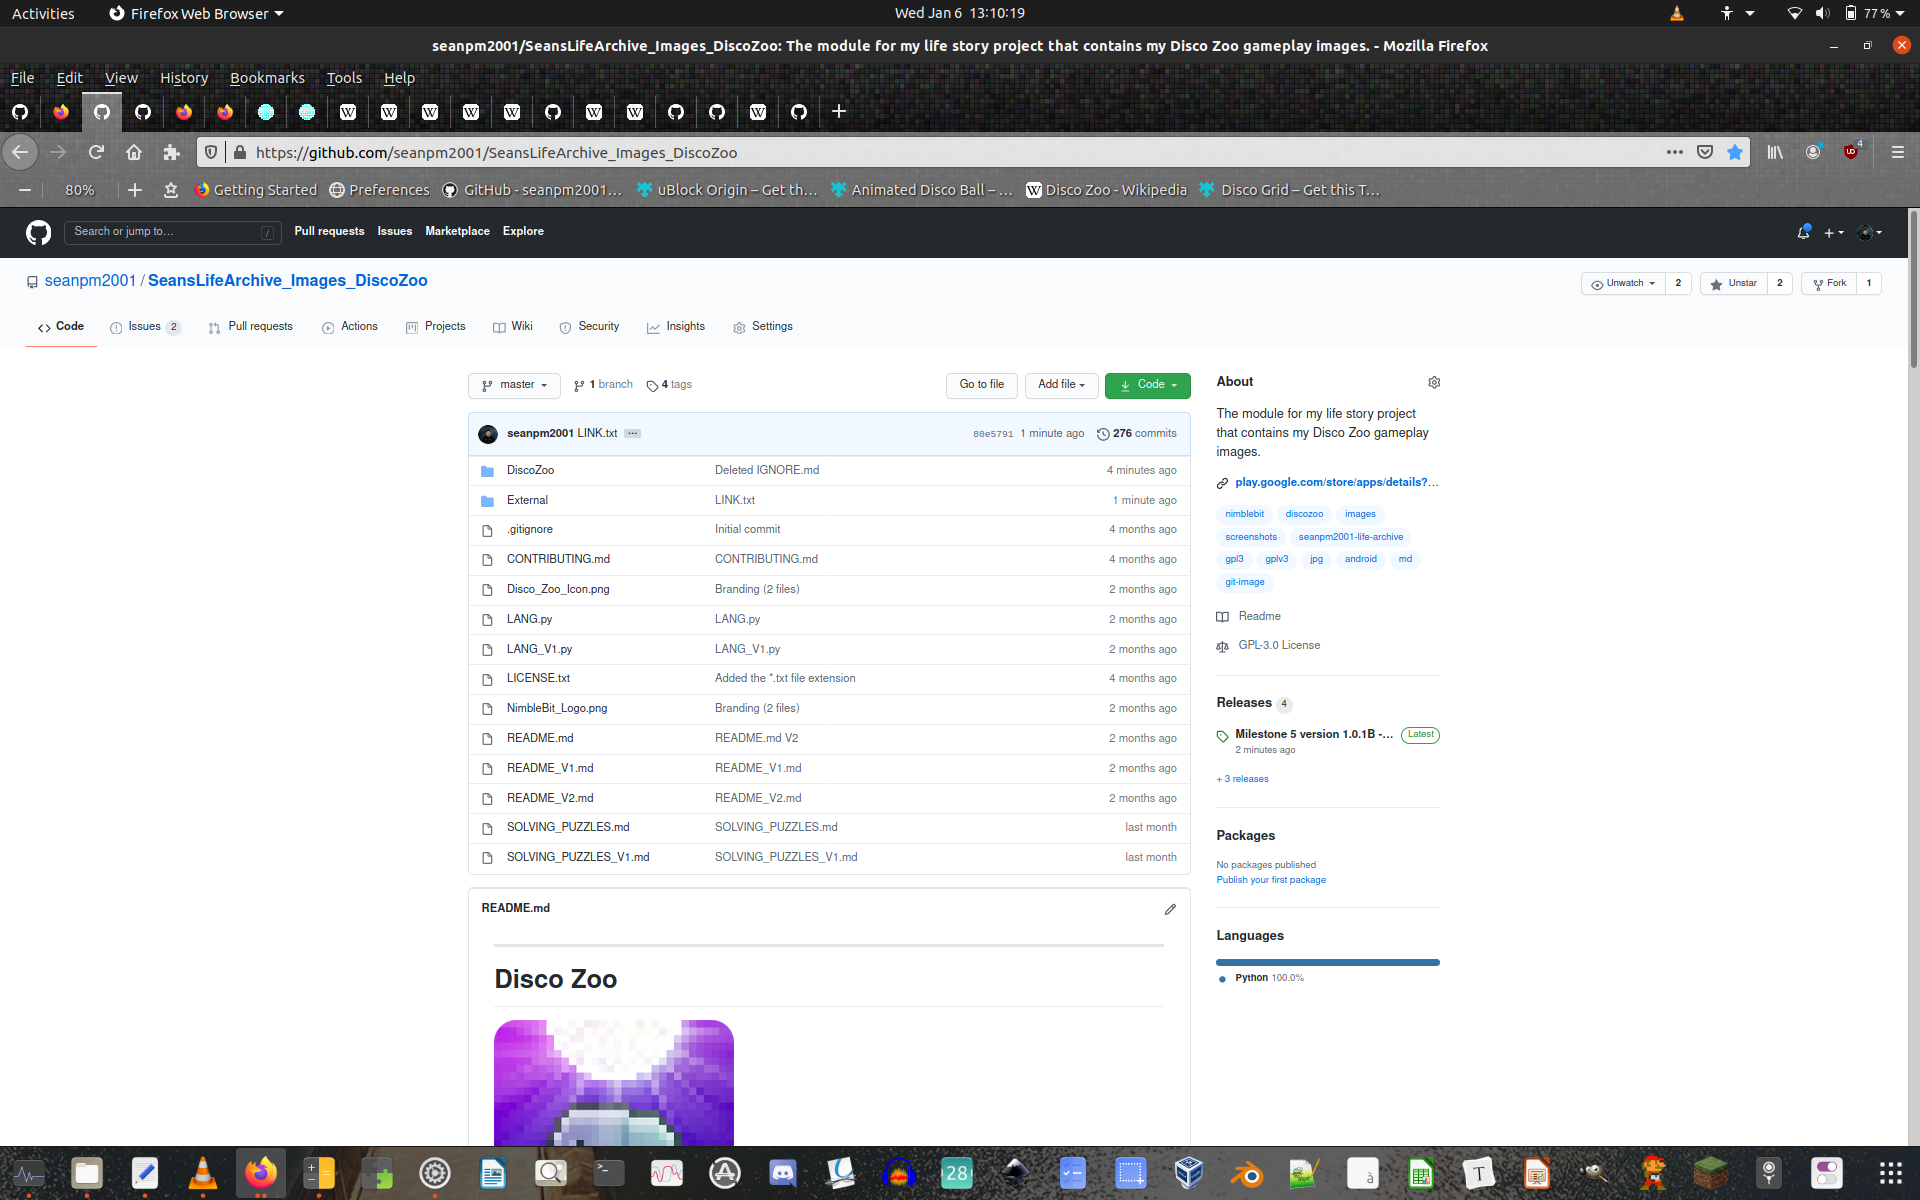 Activities
Firefox Web Browser
Wed Jan 6 13:10:19
77 %
seanpm2001/SeansLifeArchive_Images_DiscoZoo: The module for my life story project that contains my Disco Zoo gameplay images. - Mozilla Firefox
File Edit View History Bookmarks Tools Help
https://github.com/seanpm2001/SeansLifeArchive_Images_DiscoZoo
4
80%
Getting Started
Preferences
GitHub - seanpm2001...
uBlock Origin – Get th...
Animated Disco Ball – ...
Disco Zoo - Wikipedia
Disco Grid – Get this T...
Search or jump to...
/
Pull requests Issues Marketplace Explore
seanpm2001 / SeansLifeArchive_Images_DiscoZoo
Unwatch 2
Unstar 2
Fork 1
Code
Issues 2
Pull requests
Actions
Projects
Wiki
Security
Insights
Settings
master
1 branch
4 tags
Go to file
Add file
Code
seanpm2001 LINK.txt ...
80e5791 1 minute ago 276 commits
DiscoZoo Deleted IGNORE.md 4 minutes ago
External LINK.txt 1 minute ago
.gitignore Initial commit 4 months ago
CONTRIBUTING.md CONTRIBUTING.md 4 months ago
Disco_Zoo_Icon.png Branding (2 files) 2 months ago
LANG.py LANG.py 2 months ago
LANG_V1.py LANG_V1.py 2 months ago
LICENSE.txt Added the *.txt file extension 4 months ago
NimbleBit_Logo.png Branding (2 files) 2 months ago
README.md README.md V2 2 months ago
README_V1.md README_V1.md 2 months ago
README_V2.md README_V2.md 2 months ago
SOLVING_PUZZLES.md SOLVING_PUZZLES.md last month
SOLVING_PUZZLES_V1.md SOLVING_PUZZLES_V1.md last month
README.md
Disco Zoo
About
The module for my life story project
that contains my Disco Zoo gameplay
images.
play.google.com/store/apps/details?...
nimblebit discozoo images
screenshots seanpm2001-life-archive
gpl3 gplv3 jpg android md
git-image
Readme
GPL-3.0 License
Releases 4
Milestone 5 version 1.0.1B -... Latest
2 minutes ago
+ 3 releases
Packages
No packages published
Publish your first package
Languages
Python 100.0%
28